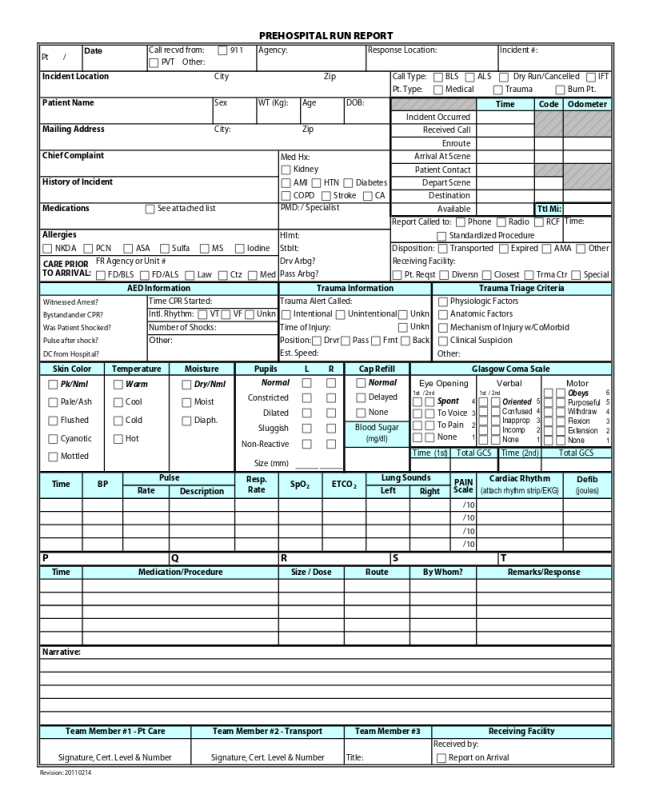 PREHOSPITAL RUN REPORT
Pt / Date Call recvd from: 911 Agency: Response Location: Incident #:
PVT Other:
Incident Location City Zip Call Type: BLS ALS Dry Run/Cancelled IFT
Pt. Type: Medical Trauma Burn Pt.
Patient Name Sex WT (Kg): Age DOB: Time Code Odometer
Incident Occurred
Mailing Address City: Zip Received Call
Enroute
Chief Complaint Med Hx: Arrival At Scene
Kidney Patient Contact
History of Incident AMI HTN Diabetes Depart Scene
COPD Stroke CA Destination
Medications See attached list PMD: / Specialist Available Ttl Mi:
Report Called to: Phone Radio RCF Time:
Allergies Hlmt: Standardized Procedure
NKDA PCN ASA Sulfa MS Iodine Stblt: Disposition: Transported Expired AMA Other
CARE PRIOR FR Agency or Unit # Drv Arbg? Receiving Facility:
TO ARRIVAL: FD/BLS FD/ALS Law Ctz Med Pass Arbg? Pt. Reqst Diversn Closest Trma Ctr Special
AED Information Trauma Information Trauma Triage Criteria
Witnessed Arrest? Time CPR Started: Trauma Alert Called: Physiologic Factors
Bystandander CPR? Intl. Rhythm: VT VF Unkn Intentional Unintentional Unkn Anatomic Factors
Was Patient Shocked? Number of Shocks: Time of Injury: Unkn Mechanism of Injury w/CoMorbid
Pulse after shock? Other: Position: Drvr Pass Frnt Back Clinical Suspicion
DC from Hospital? Est. Speed: Other:
Skin Color Temperature Moisture Pupils L R Cap Refill Glasgow Coma Scale
Pk/Nml Warm Dry/Nml Normal Normal Eye Opening Verbal Motor
1st /2nd 1st / 2nd Obeys 6
Pale/Ash Cool Moist Constricted Delayed Spont 4 Oriented 5 Purposeful 5
Flushed Cold Diaph. Dilated None To Voice 3 Confused 4 Withdraw 4
Inapprop 3 Flexion 3
Sluggish Blood Sugar To Pain 2 Incomp 2 Extension 2
Cyanotic Hot Non-Reactive (mg/dl) None 1 None 1 None 1
Mottled Size (mm) Time (1st) Total GCS Time (2nd) Total GCS
Time BP Pulse Resp. Rate SpO2 ETCO2 Lung Sounds PAIN Scale Cardiac Rhythm Defib
Rate Description Left Right (attach rhythm strip/EKG) (joules)
/10
/10
/10
/10
P Q R S T
Time Medication/Procedure Size / Dose Route By Whom? Remarks/Response
Narrative:
Team Member #1 - Pt Care Team Member #2 - Transport Team Member #3 Receiving Facility
Received by:
Signature, Cert. Level & Number Signature, Cert. Level & Number Title: Report on Arrival
Revision: 20110214